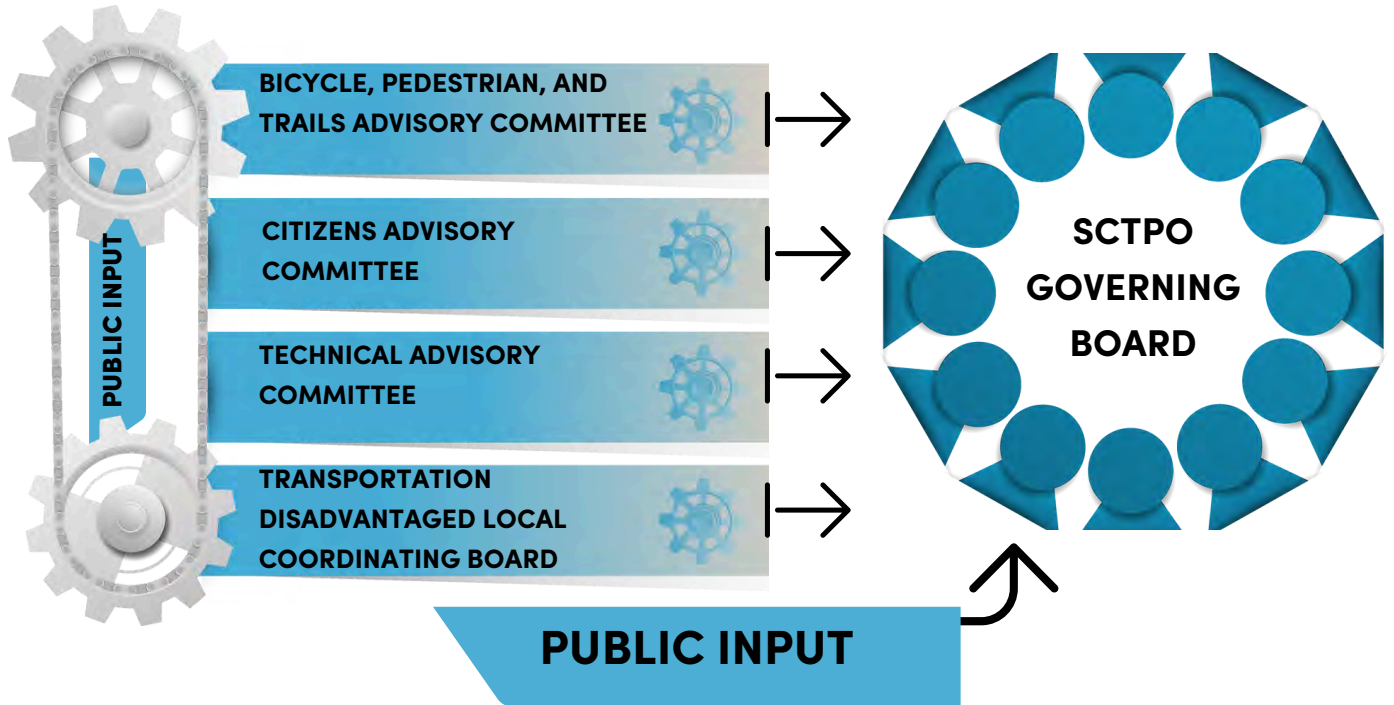 PUBLIC INPUT
BICYCLE, PEDESTRIAN, AND
TRAILS ADVISORY COMMITTEE
CITIZENS ADVISORY
COMMITTEE
TECHNICAL ADVISORY
COMMITTEE
TRANSPORTATION
DISADVANTAGED LOCAL
COORDINATING BOARD
SCTPO
GOVERNING
BOARD
PUBLIC INPUT